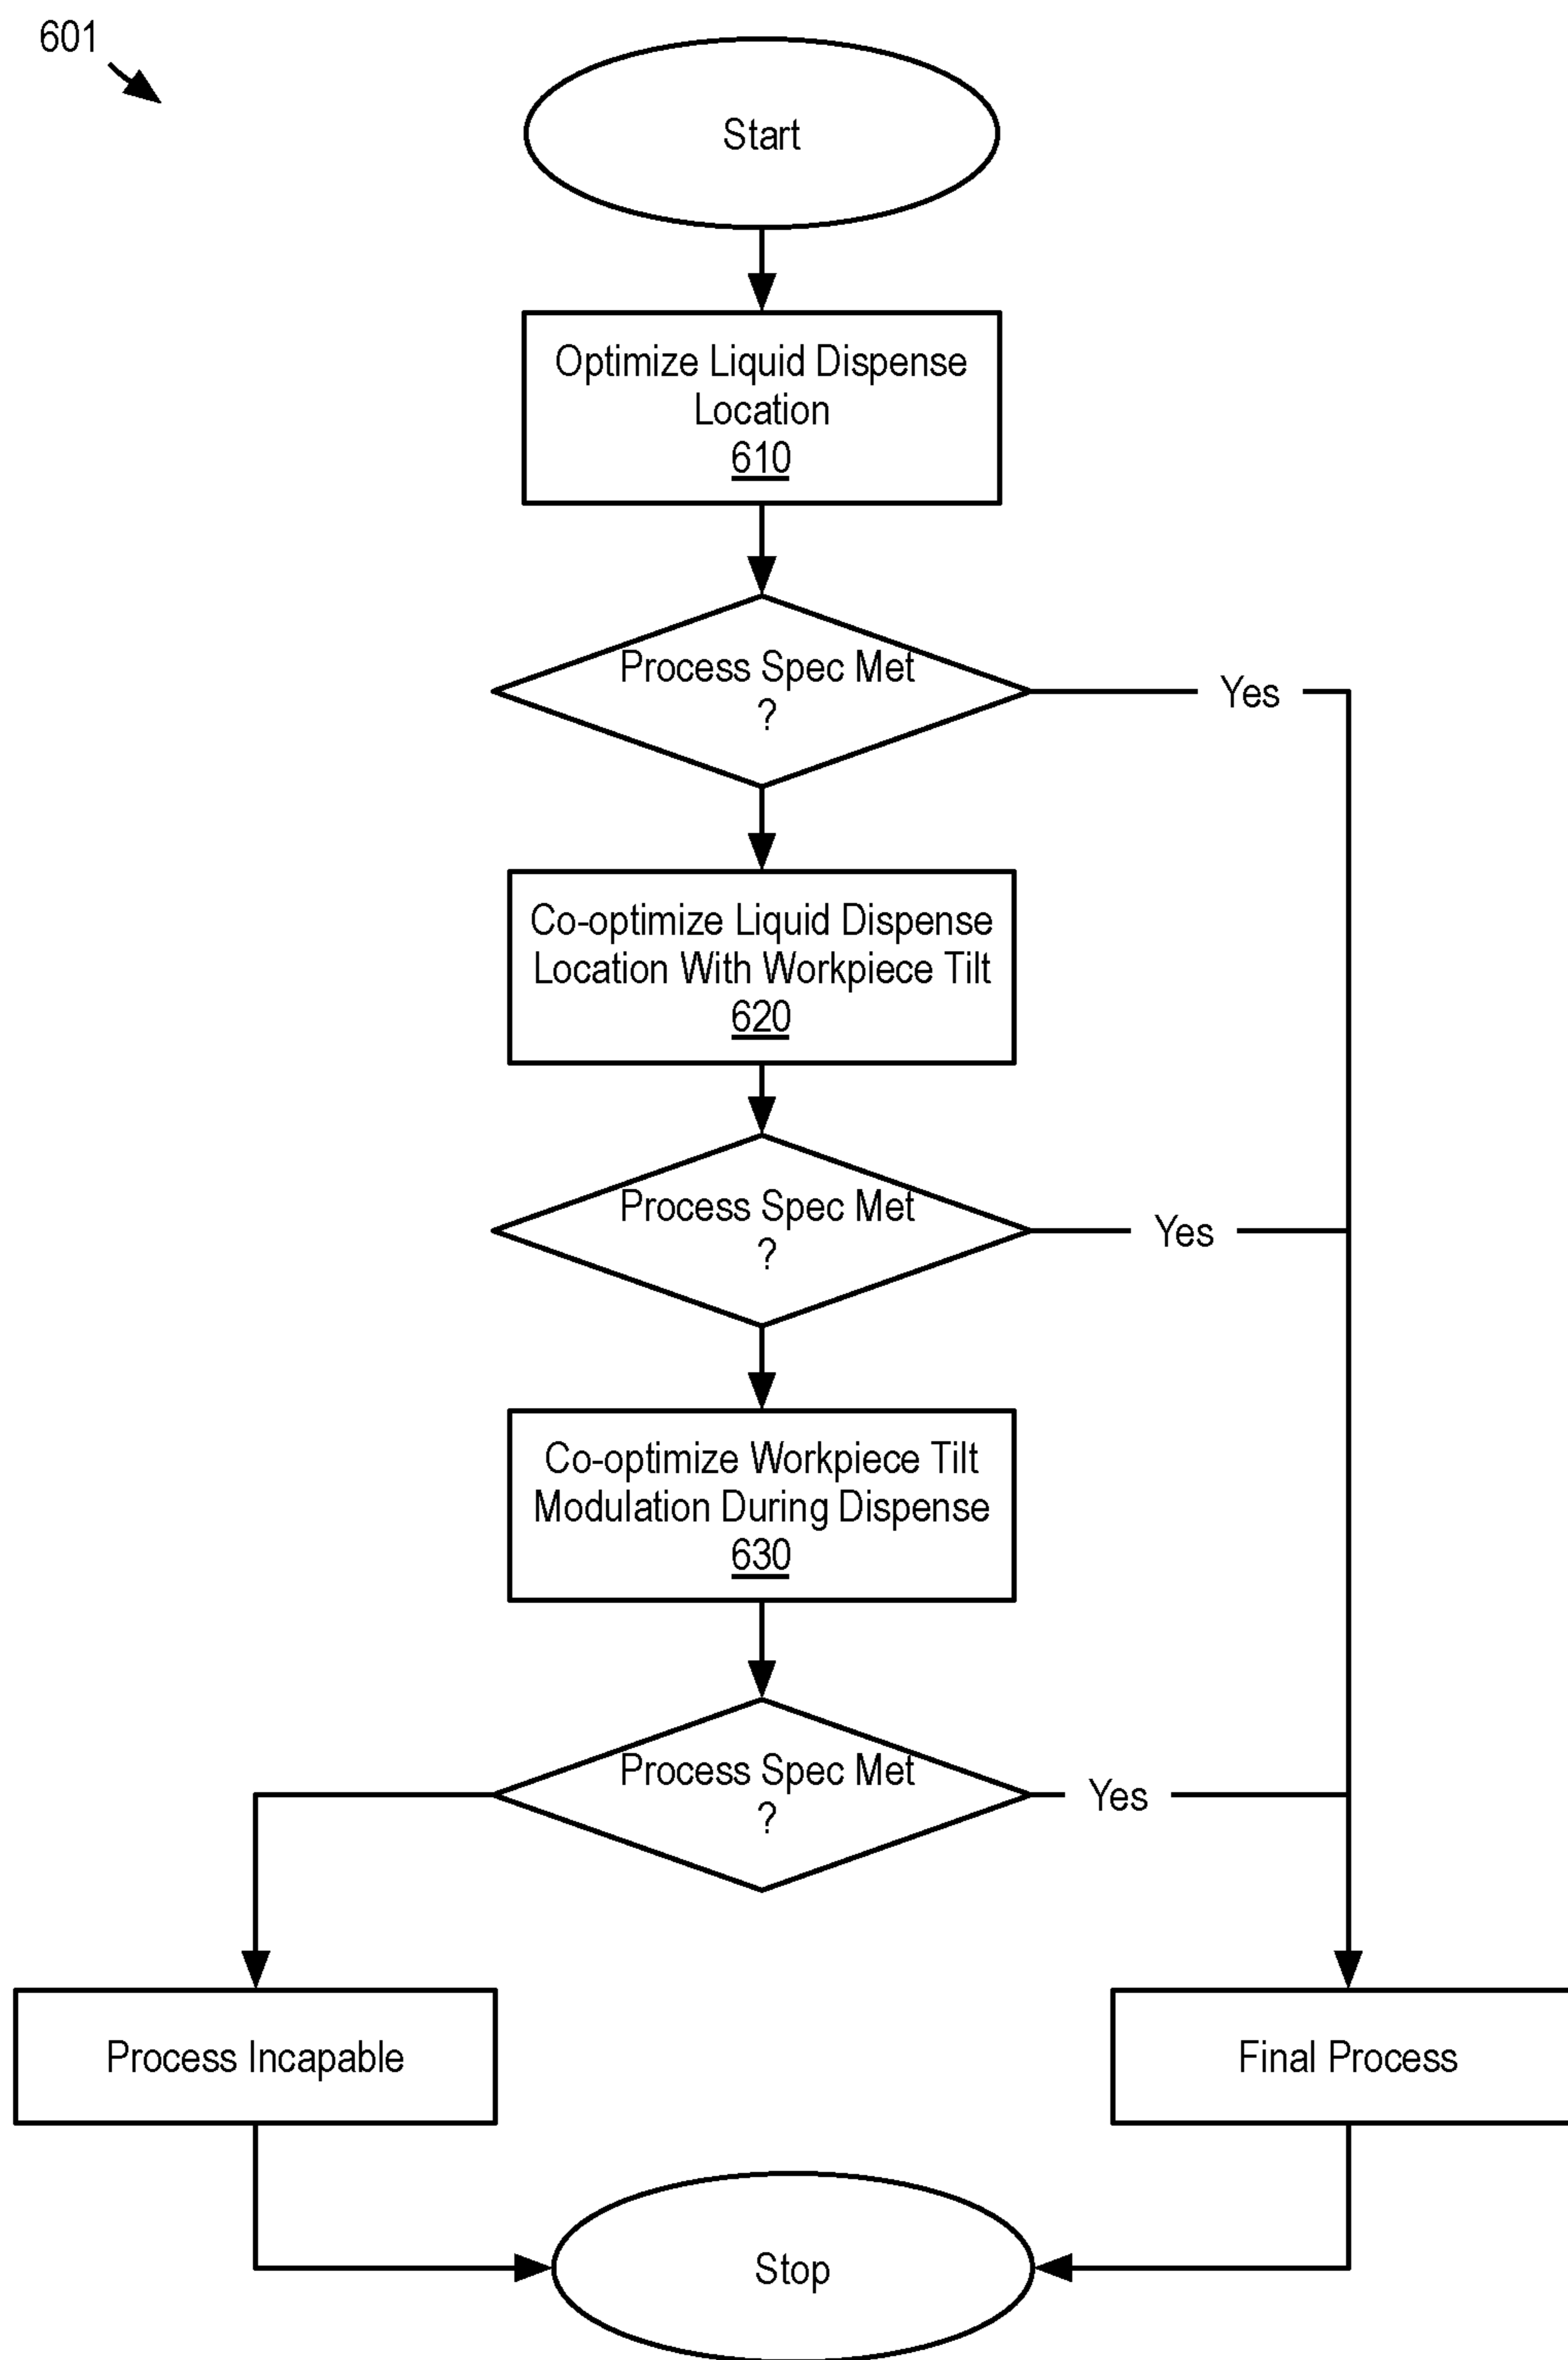 601
Start
Optimize Liquid Dispense
Location
610
Process Spec Met
?
Yes
Co-optimize Liquid Dispense
Location With Workpiece Tilt
620
Process Spec Met
?
Yes
Co-optimize Workpiece Tilt
Modulation During Dispense
630
Process Spec Met
?
Yes
Process Incapable
Final Process
Stop